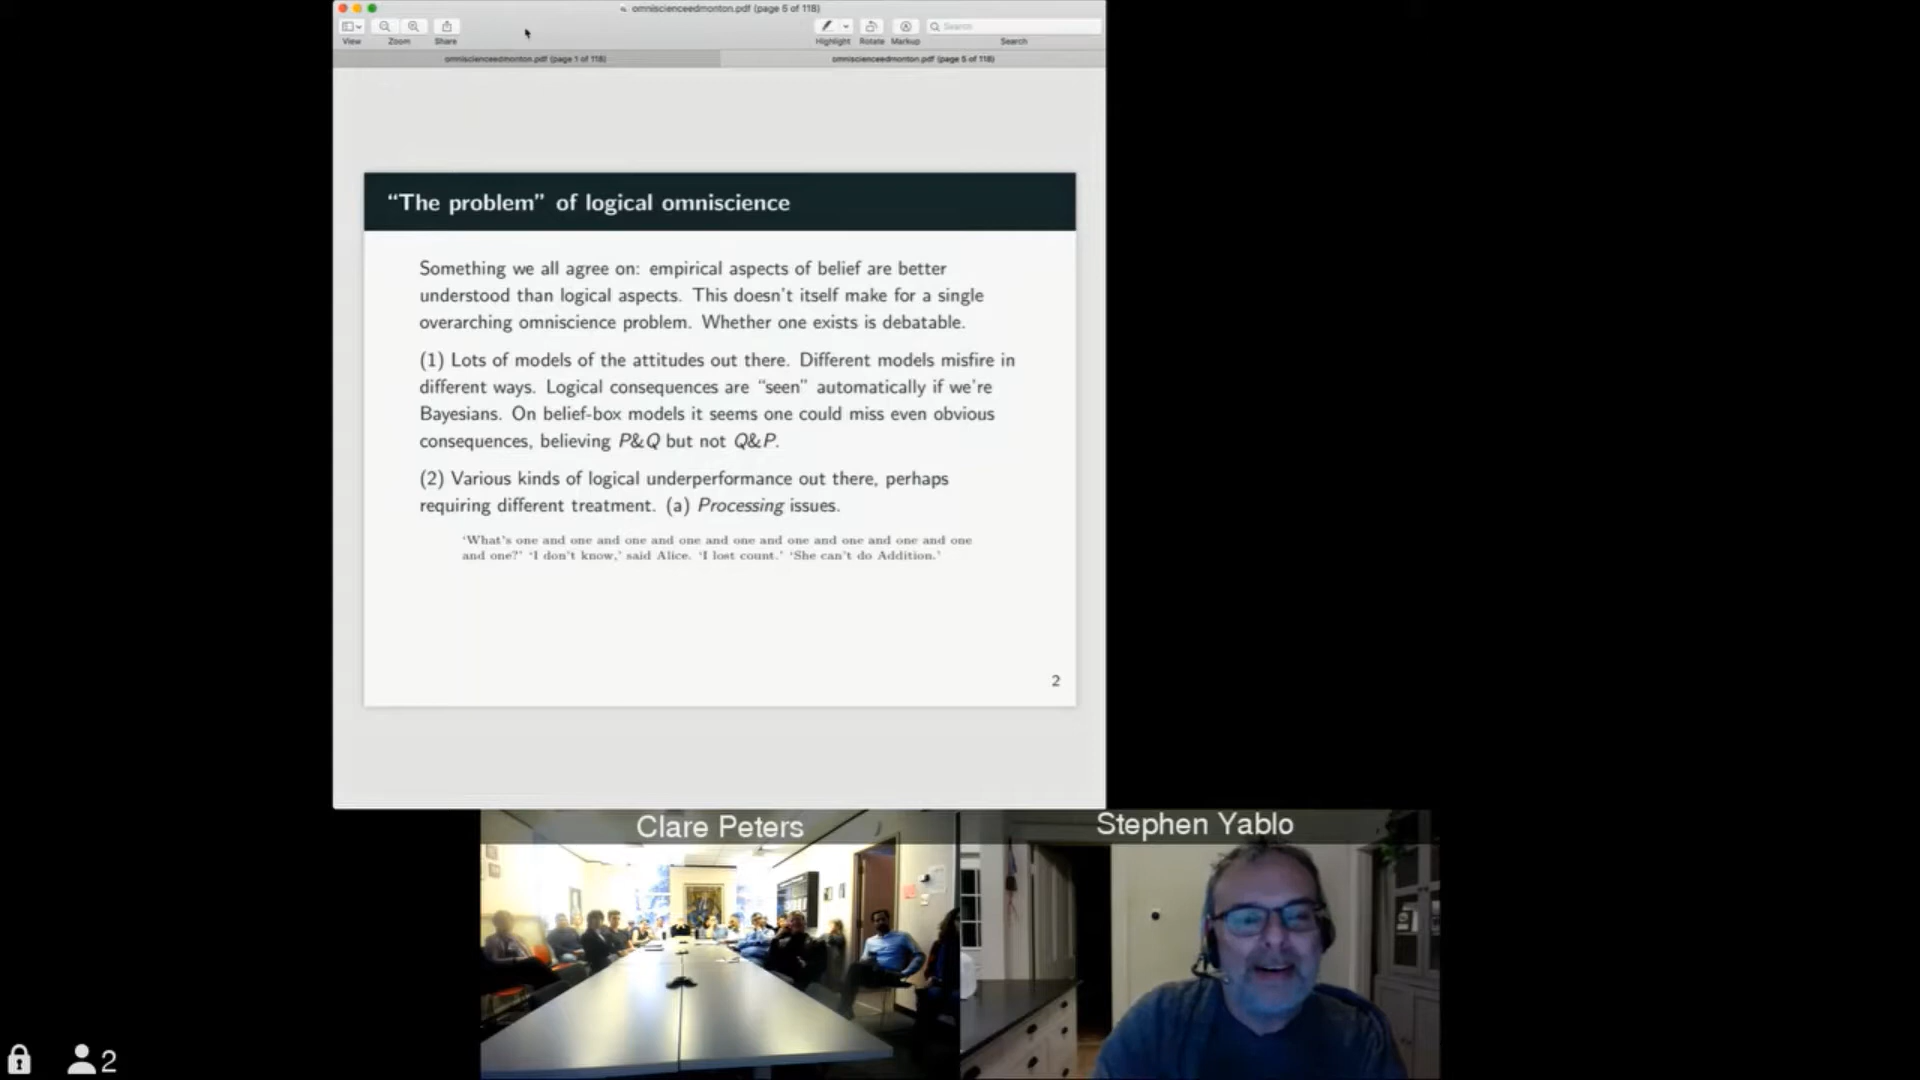 omniscienceedmonton.pdf (page 5 of 118)
View
Zoom
Share
Highlight
Rotate
Markup
Search
Search
omniscienceedmonton.pdf (page 1 of 118)
omniscienceedmonton.pdf (page 5 of 118)
“The problem” of logical omniscience
Something we all agree on: empirical aspects of belief are better
understood than logical aspects. This doesn't itself make for a single
overarching omniscience problem. Whether one exists is debatable.
(1) Lots of models of the attitudes out there. Different models misfire in
different ways. Logical consequences are “seen” automatically if we're
Bayesians. On belief-box models it seems one could miss even obvious
consequences, believing P&Q but not Q&P.
(2) Various kinds of logical underperformance out there, perhaps
requiring different treatment. (a) Processing issues.
‘What's one and one and one and one and one and one and one and one and one
and one?’ ‘I don't know,’ said Alice. ‘I lost count.’ ‘She can't do Addition.’
2
Clare Peters
Stephen Yablo
2